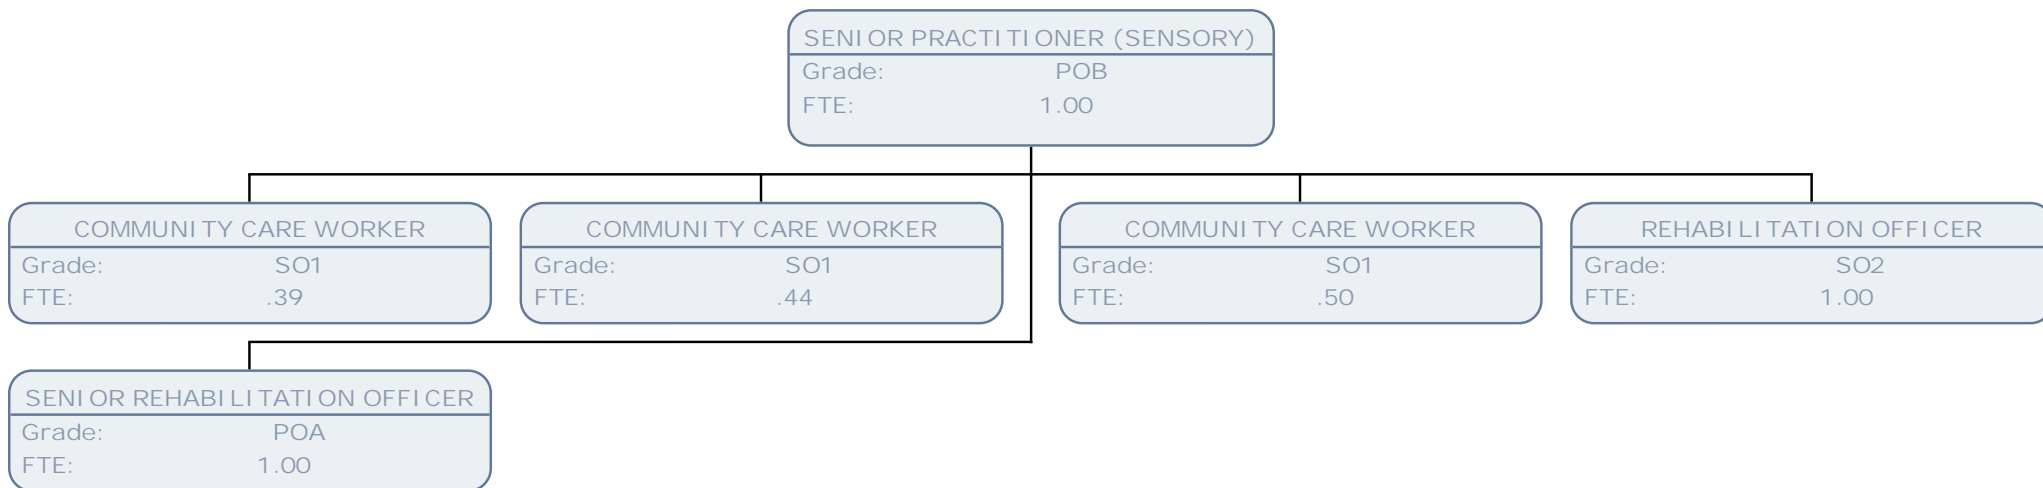 SENIOR PRACTITIONER (SENSORY)
Grade: POB
FTE: 1.00
COMMUNITY CARE WORKER
Grade: SO1
FTE: .39
COMMUNITY CARE WORKER
Grade: SO1
FTE: .44
COMMUNITY CARE WORKER
Grade: SO1
FTE: .50
REHABILITATION OFFICER
Grade: SO2
FTE: 1.00
SENIOR REHABILITATION OFFICER
Grade: POA
FTE: 1.00